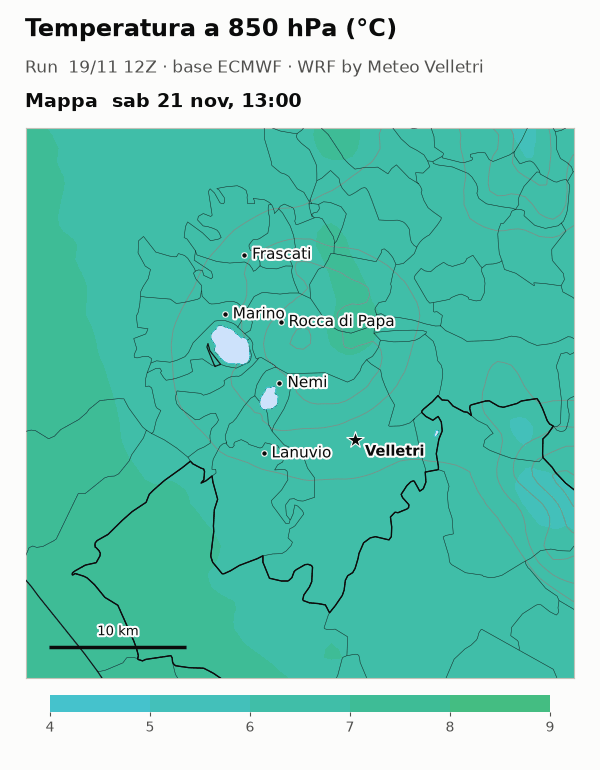 Temperatura a 850 hPa (°C)
Run 19/11 12Z · base ECMWF · WRF by Meteo Velletri
Mappa sab 21 nov, 13:00
Frascati
Marino
Rocca di Papa
Nemi
Velletri
Lanuvio
10 km
4 5 6 7 8 9